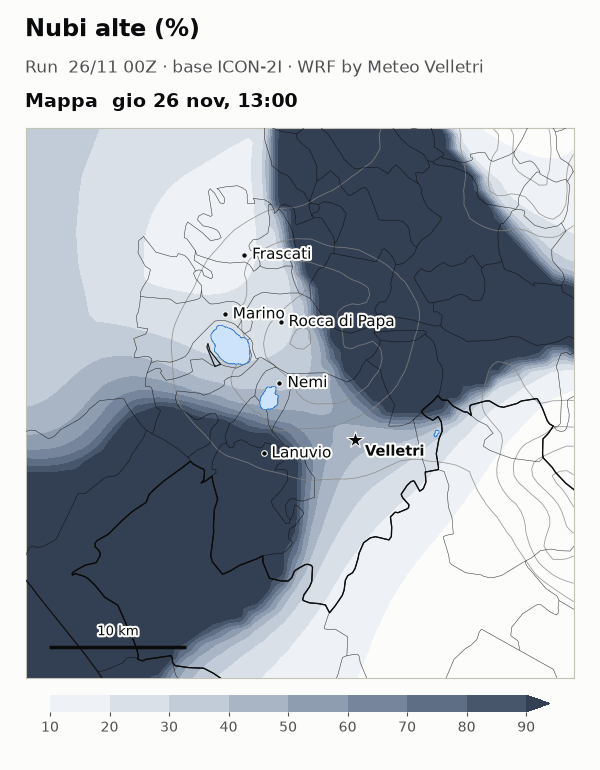 Nubi alte (%)
Run 26/11 00Z · base ICON-2I · WRF by Meteo Velletri
Mappa gio 26 nov, 13:00
Frascati
Marino
Rocca di Papa
Nemi
Velletri
Lanuvio
10 km
10 20 30 40 50 60 70 80 90